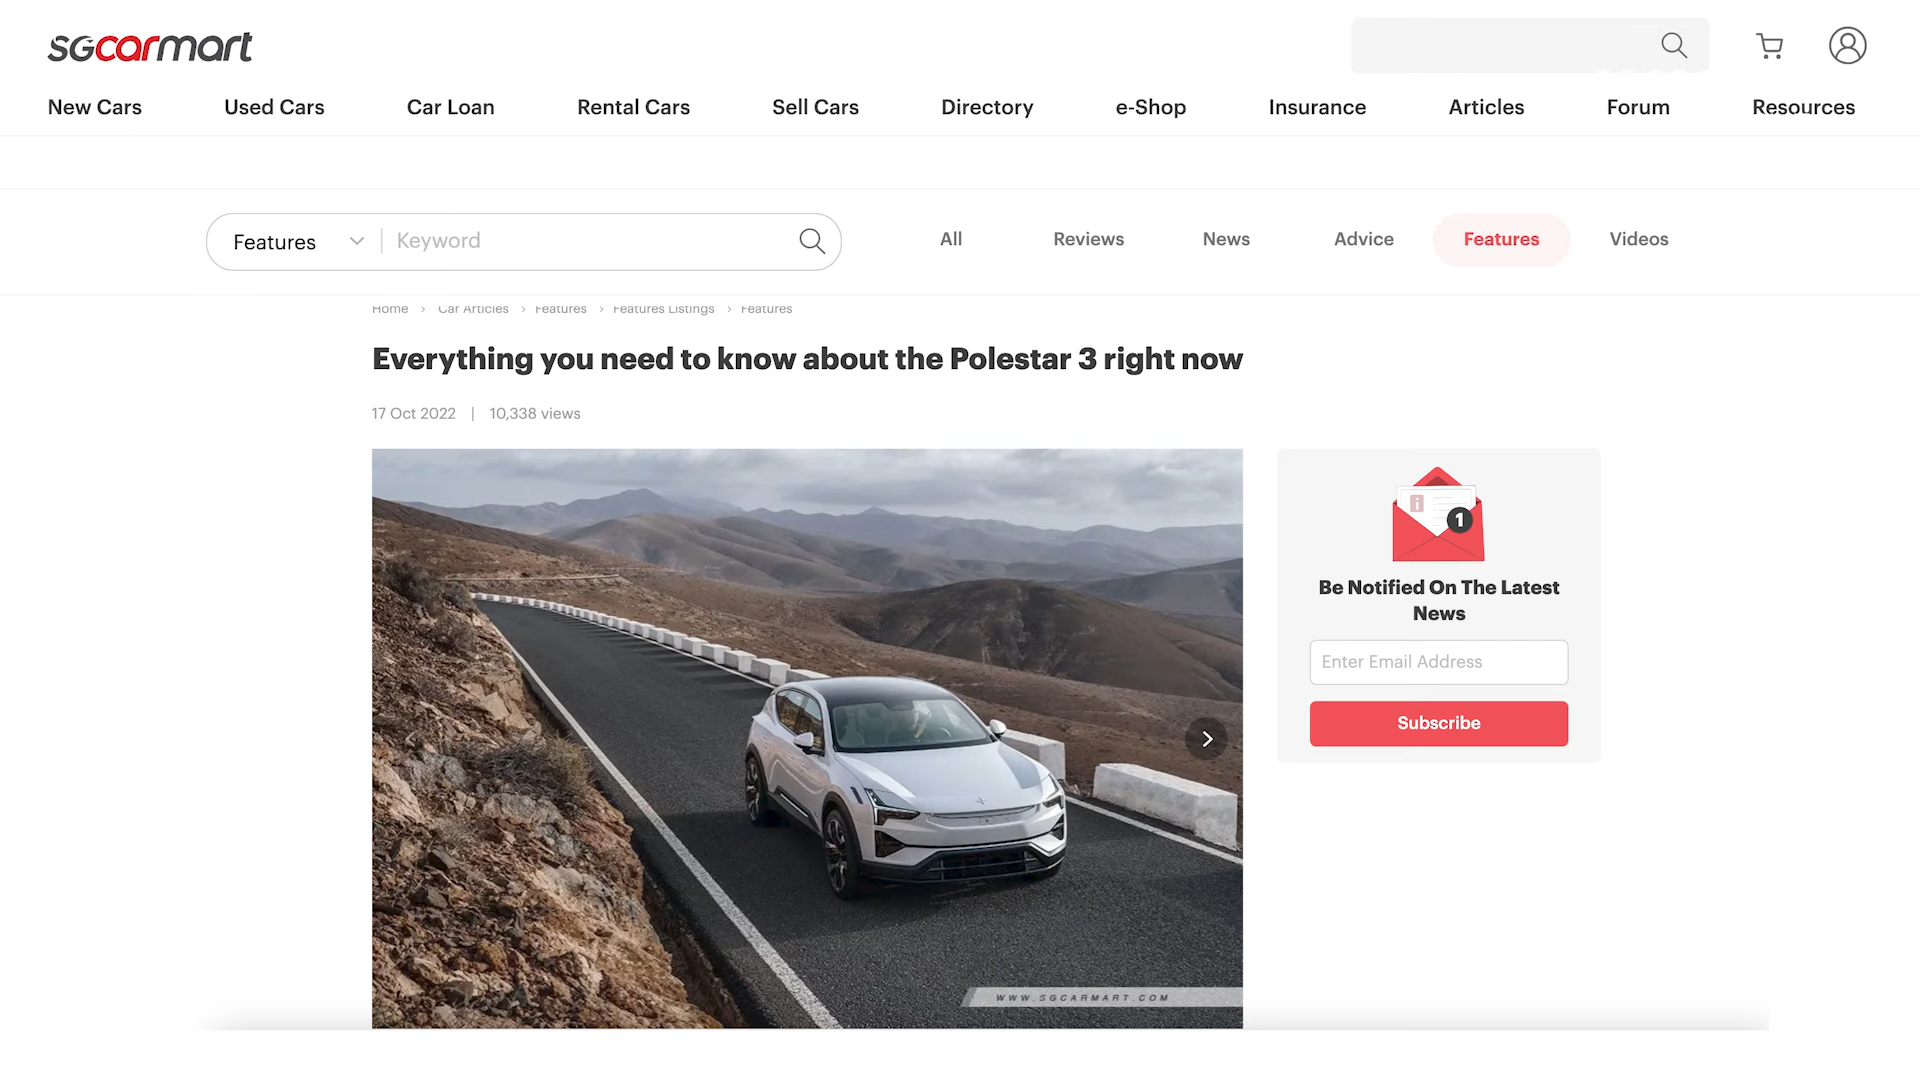 sgcarmart
New Cars Used Cars Car Loan Rental Cars Sell Cars Directory e-Shop Insurance Articles Forum Resources
Features Keyword All Reviews News Advice Features Videos
Home > Car Articles > Features > Features Listings > Features
Everything you need to know about the Polestar 3 right now
17 Oct 2022 | 10,338 views
1
Be Notified On The Latest
News
Enter Email Address
Subscribe
WWW.SGCARMART.COM